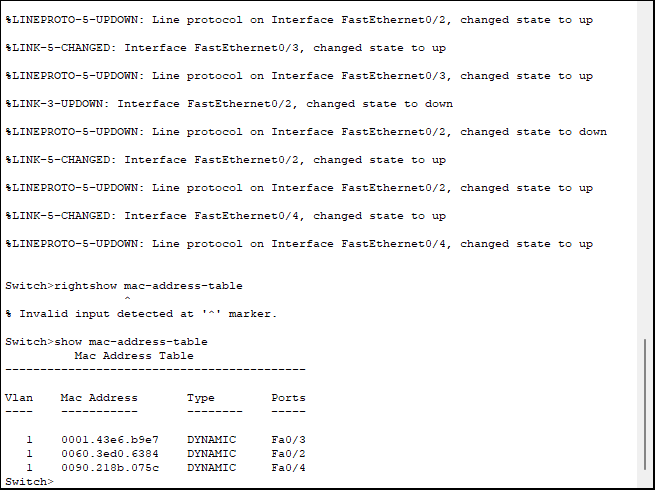 %LINEPROTO-5-UPDOWN: Line protocol on Interface FastEthernet0/2, changed state to up
%LINK-5-CHANGED: Interface FastEthernet0/3, changed state to up
%LINEPROTO-5-UPDOWN: Line protocol on Interface FastEthernet0/3, changed state to up
%LINK-3-UPDOWN: Interface FastEthernet0/2, changed state to down
%LINEPROTO-5-UPDOWN: Line protocol on Interface FastEthernet0/2, changed state to down
%LINK-5-CHANGED: Interface FastEthernet0/2, changed state to up
%LINEPROTO-5-UPDOWN: Line protocol on Interface FastEthernet0/2, changed state to up
%LINK-5-CHANGED: Interface FastEthernet0/4, changed state to up
%LINEPROTO-5-UPDOWN: Line protocol on Interface FastEthernet0/4, changed state to up
Switch>rightshow mac-address-table
^
% Invalid input detected at '^' marker.
Switch>show mac-address-table
Mac Address Table
-------------------------------------------
Vlan    Mac Address       Type        Ports
----    -----------       --------    -----
1    0001.43e6.b9e7    DYNAMIC     Fa0/3
1    0060.3ed0.6384    DYNAMIC     Fa0/2
1    0090.218b.075c    DYNAMIC     Fa0/4
Switch>